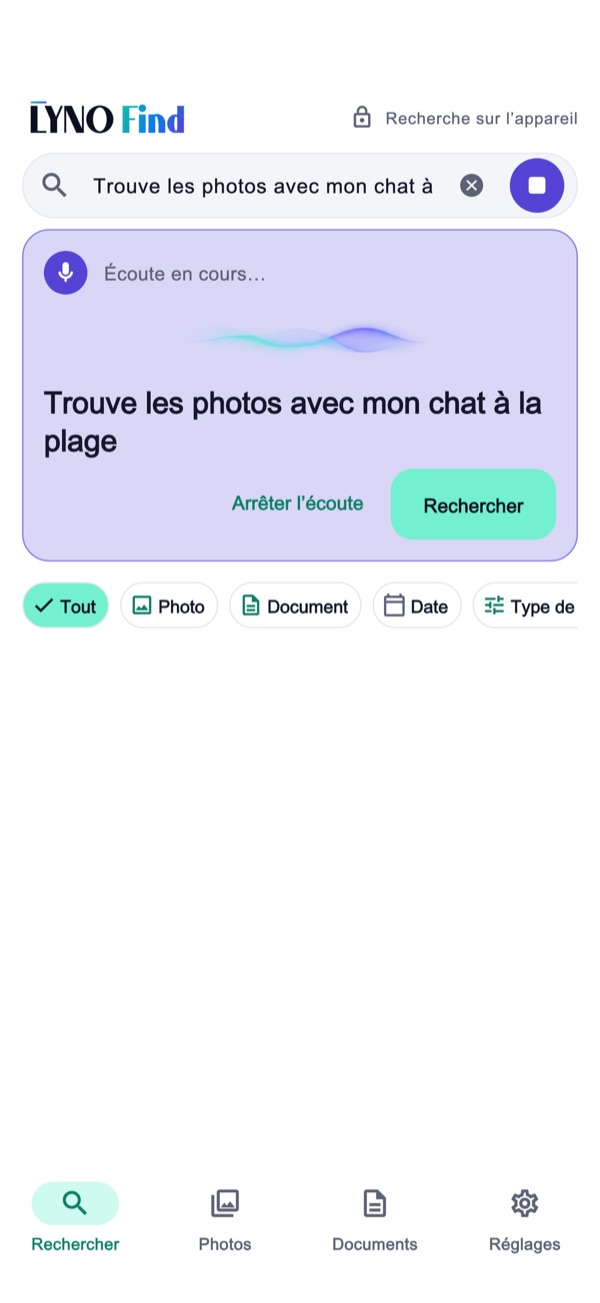 LYNO Find
Recherche sur l'appareil
Trouve les photos avec mon chat à
Écoute en cours…
Trouve les photos avec mon chat à la
plage
Arrêter l'écoute
Rechercher
Tout
Photo
Document
Date
Type de
Rechercher
Photos
Documents
Réglages